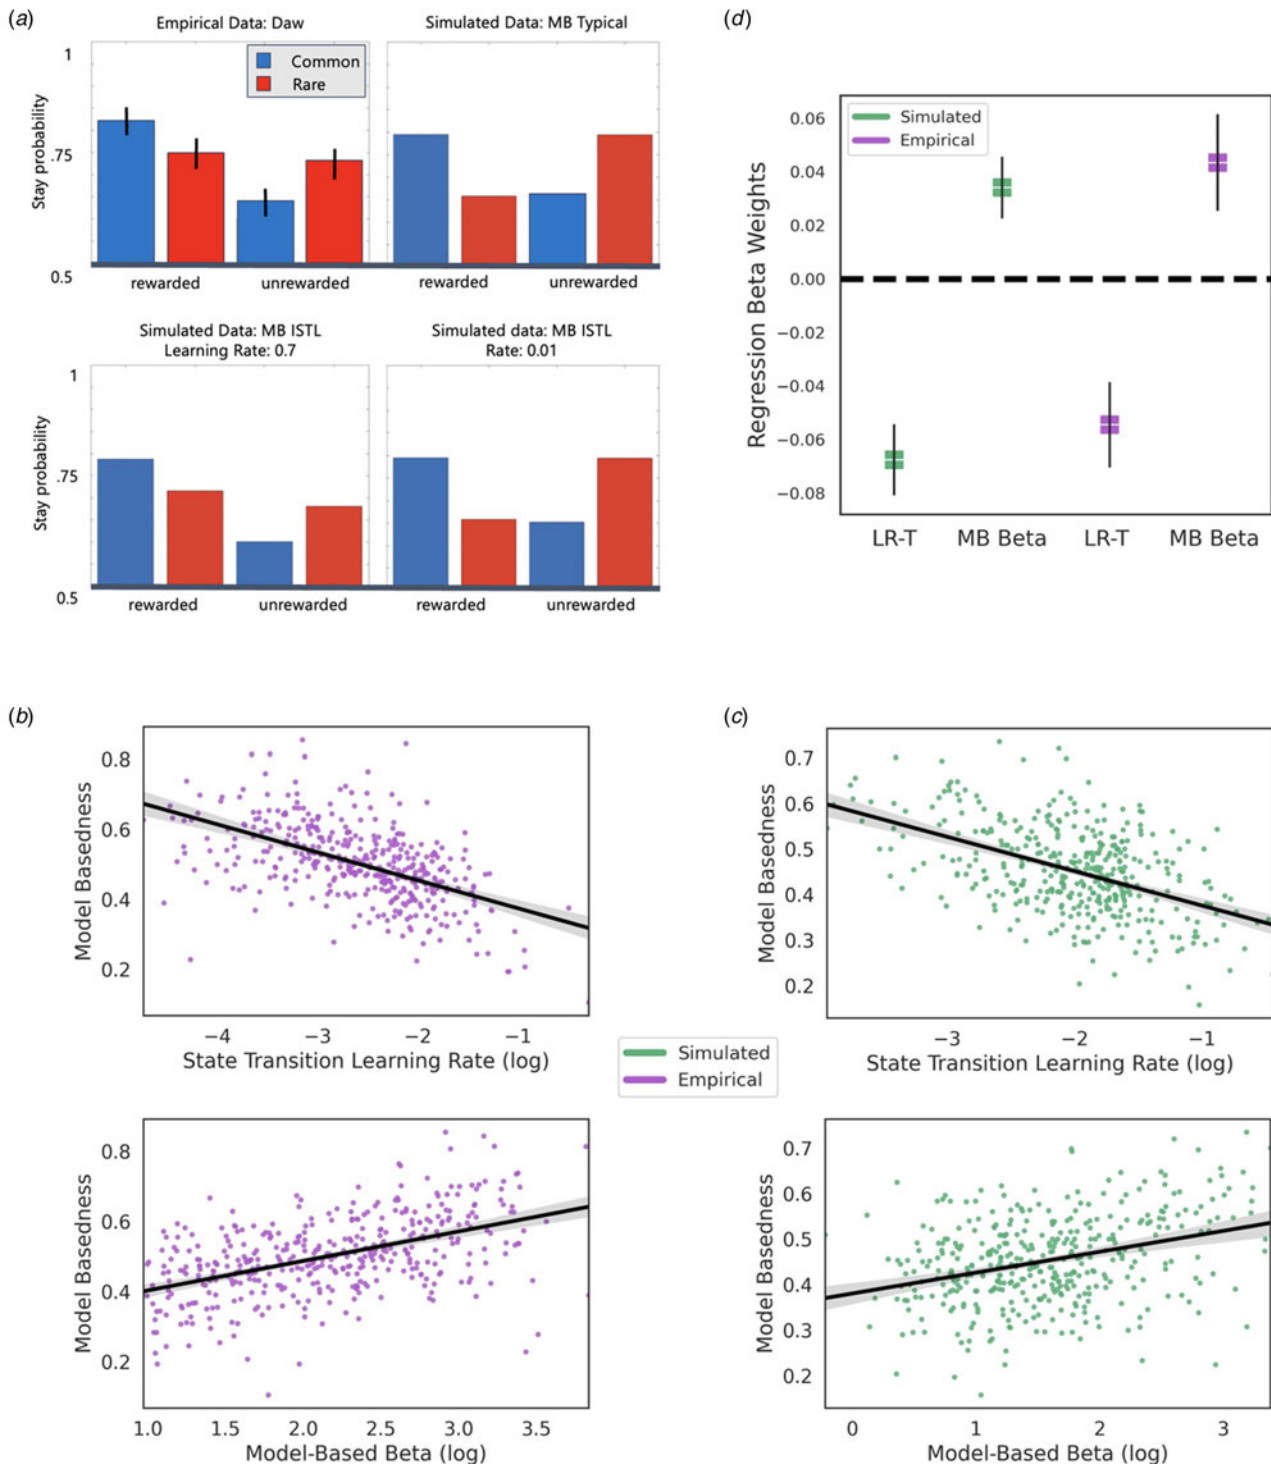 (a)
Empirical Data: Daw
Simulated Data: MB Typical
Common
Rare
Stay probability
1
.75
0.5
rewarded
unrewarded
rewarded
unrewarded
Simulated Data: MB ISTL
Learning Rate: 0.7
Simulated data: MB ISTL
Rate: 0.01
Stay probability
1
.75
0.5
rewarded
unrewarded
rewarded
unrewarded
(d)
Simulated
Empirical
Regression Beta Weights
0.06
0.04
0.02
0.00
−0.02
−0.04
−0.06
−0.08
LR-T
MB Beta
LR-T
MB Beta
(b)
Model Basedness
0.8
0.6
0.4
0.2
−4
−3
−2
−1
State Transition Learning Rate (log)
Model Basedness
0.8
0.6
0.4
0.2
1.0
1.5
2.0
2.5
3.0
3.5
Model-Based Beta (log)
Simulated
Empirical
(c)
Model Basedness
0.7
0.6
0.5
0.4
0.3
0.2
−3
−2
−1
State Transition Learning Rate (log)
Model Basedness
0.7
0.6
0.5
0.4
0.3
0.2
0
1
2
3
Model-Based Beta (log)